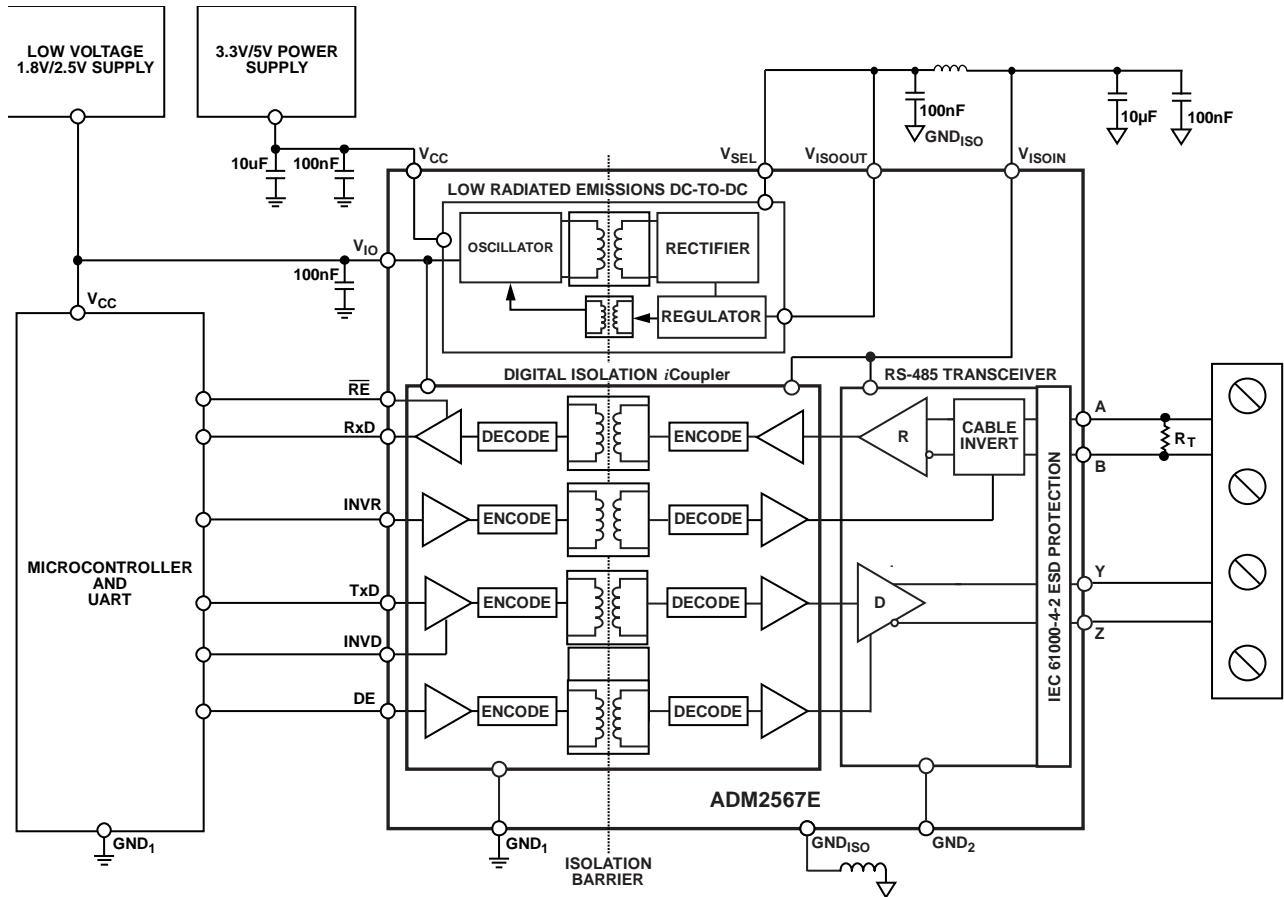 LOW VOLTAGE
1.8V/2.5V SUPPLY
3.3V/5V POWER
SUPPLY
10uF
100nF
VCC
VSEL
VISOOUT
VISOIN
100nF
GNDISO
10µF
100nF
LOW RADIATED EMISSIONS DC-TO-DC
OSCILLATOR
RECTIFIER
REGULATOR
VIO
100nF
VCC
DIGITAL ISOLATION iCoupler
RS-485 TRANSCEIVER
RE
RxD
DECODE
ENCODE
R
CABLE
INVERT
A
RT
B
INVR
ENCODE
DECODE
MICROCONTROLLER
AND
UART
TxD
ENCODE
DECODE
D
Y
INVD
Z
DE
ENCODE
DECODE
IEC 61000-4-2 ESD PROTECTION
ADM2567E
GND1
GND1
ISOLATION
BARRIER
GNDISO
GND2